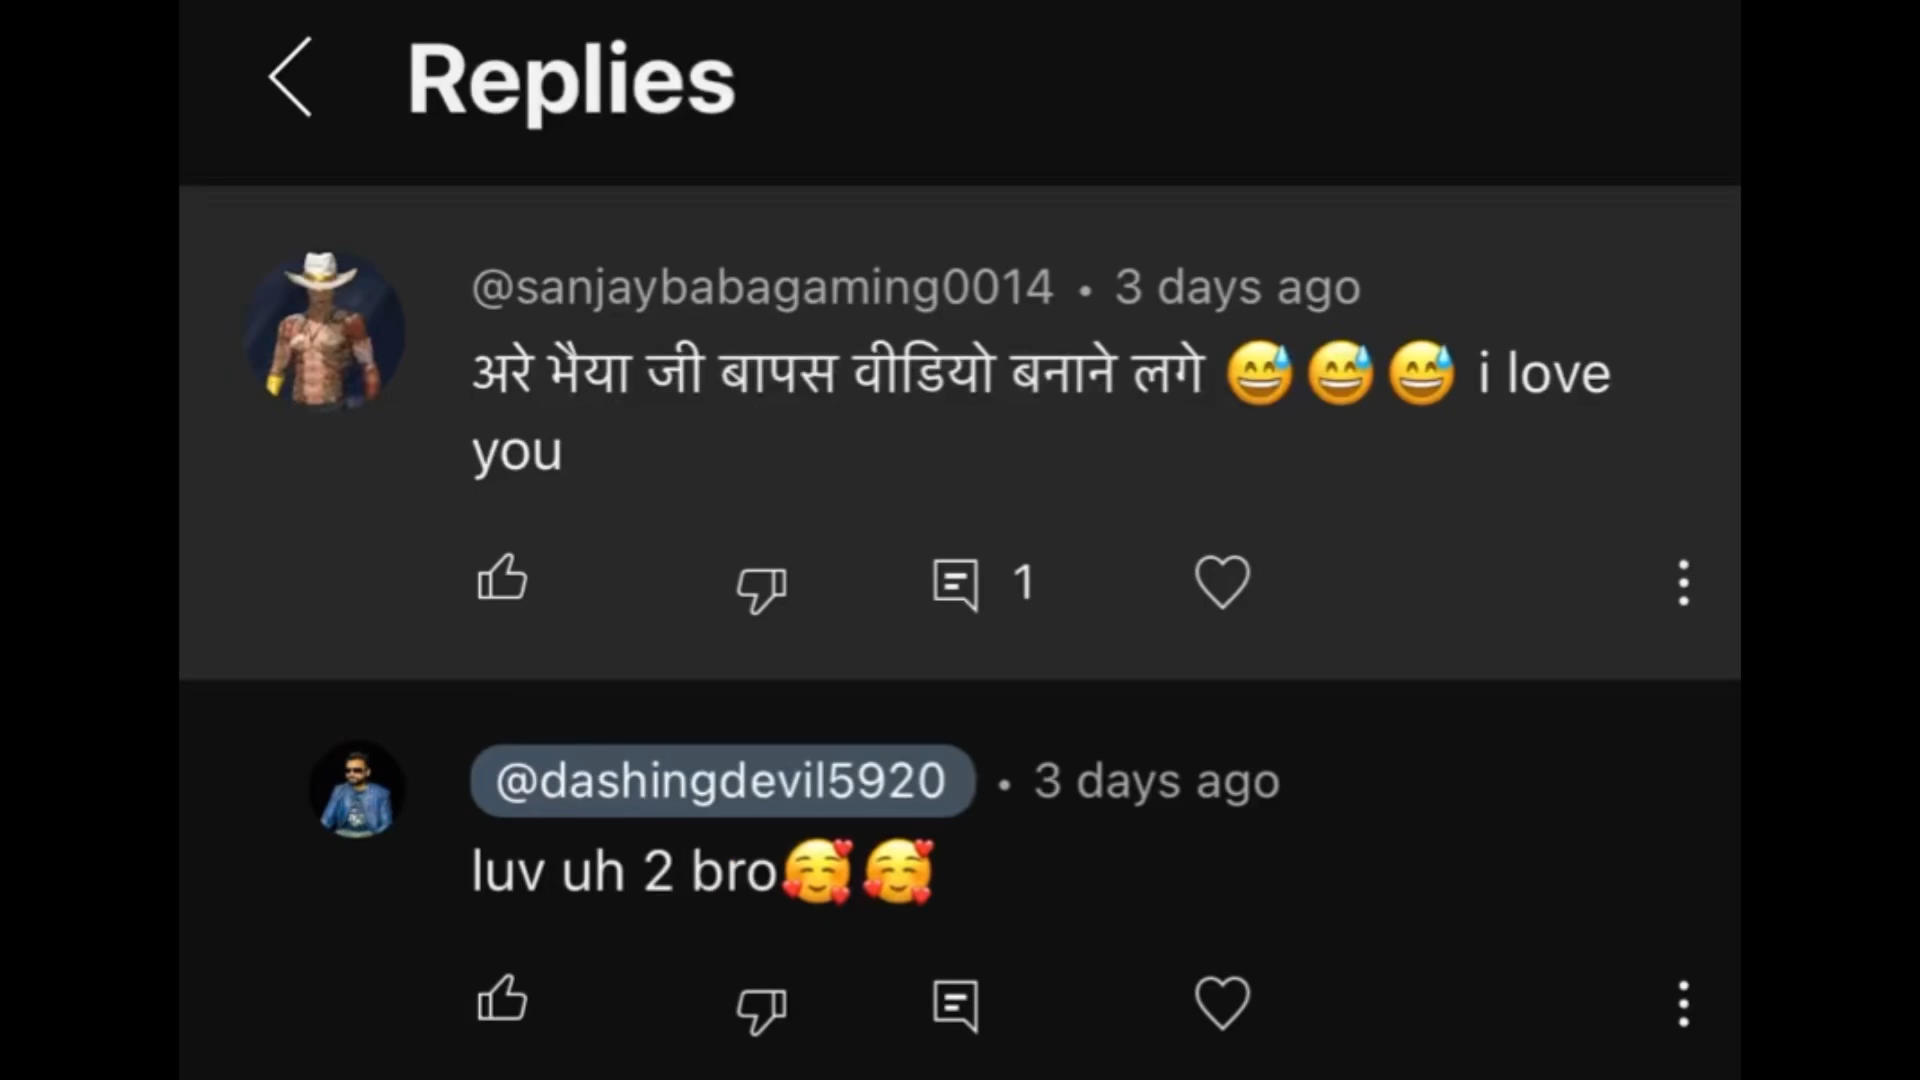 Replies
@sanjaybabagaming0014 • 3 days ago
अरे भैया जी बापस वीडियो बनाने लगे 😅😅😅 i love
you
1
@dashingdevil5920 • 3 days ago
luv uh 2 bro🥰🥰